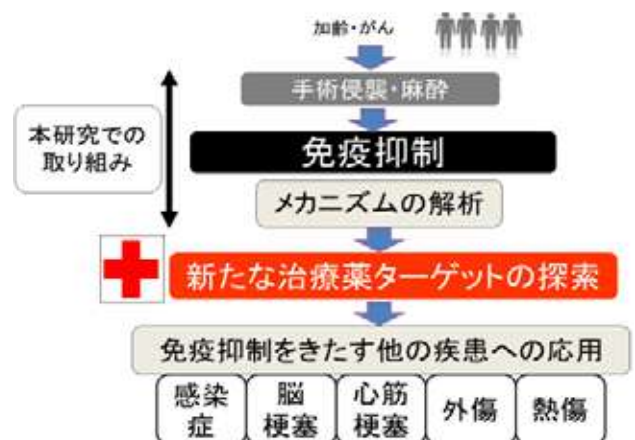 加齢・がん
手術侵襲・麻酔
本研究での
取り組み
免疫抑制
メカニズムの解析
新たな治療薬ターゲットの探索
免疫抑制をきたす他の疾患への応用
感染
症
脳
梗塞
心筋
梗塞
外傷
熱傷